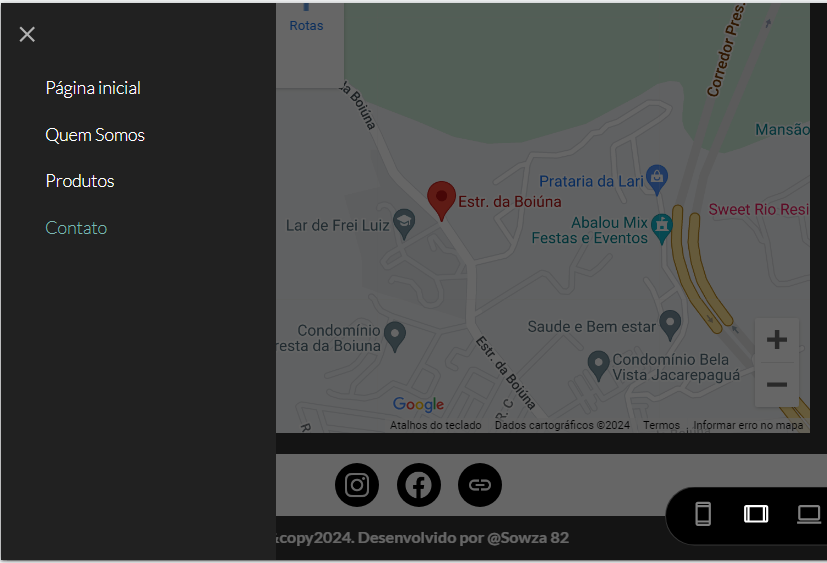 Página inicial
Quem Somos
Produtos
Contato
Rotas
da Boiúna
Corredor Pres.
Mansão
Prataria da Lari
Estr. da Boiúna
Sweet Rio Resi
Lar de Frei Luiz
Abalou Mix
Festas e Eventos
Condomínio
resta da Boiuna
Saude e Bem estar
Estr. da Boiúna
Condomínio Bela
Vista Jacarepaguá
Google
R. C
R
Atalhos do teclado
Dados cartográficos ©2024
Termos
Informar erro no mapa
&copy2024. Desenvolvido por @Sowza 82